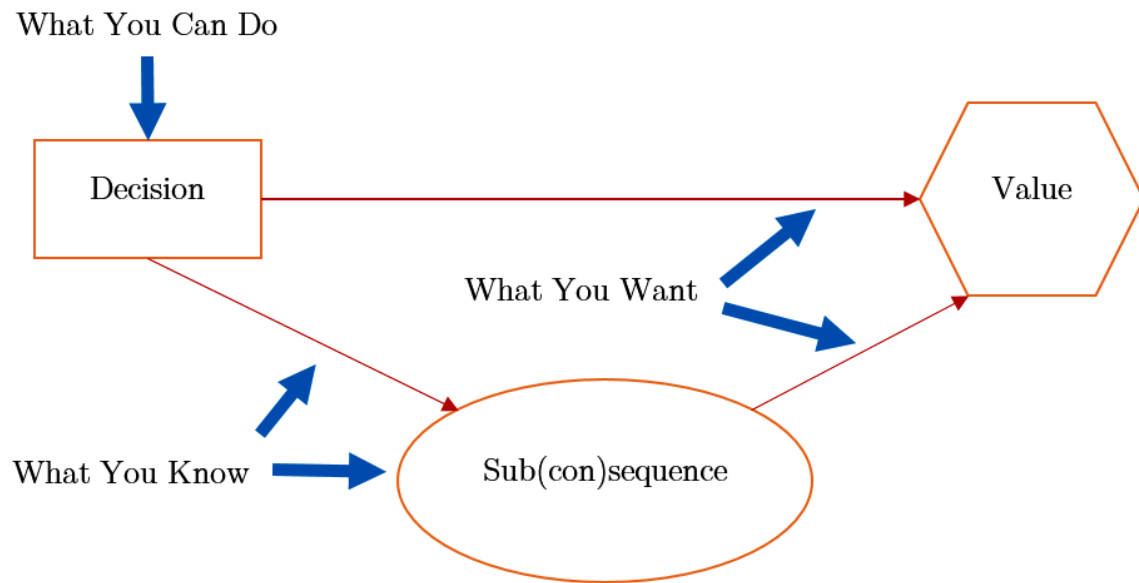 What You Can Do
Decision
Value
What You Want
What You Know
Sub(con)sequence